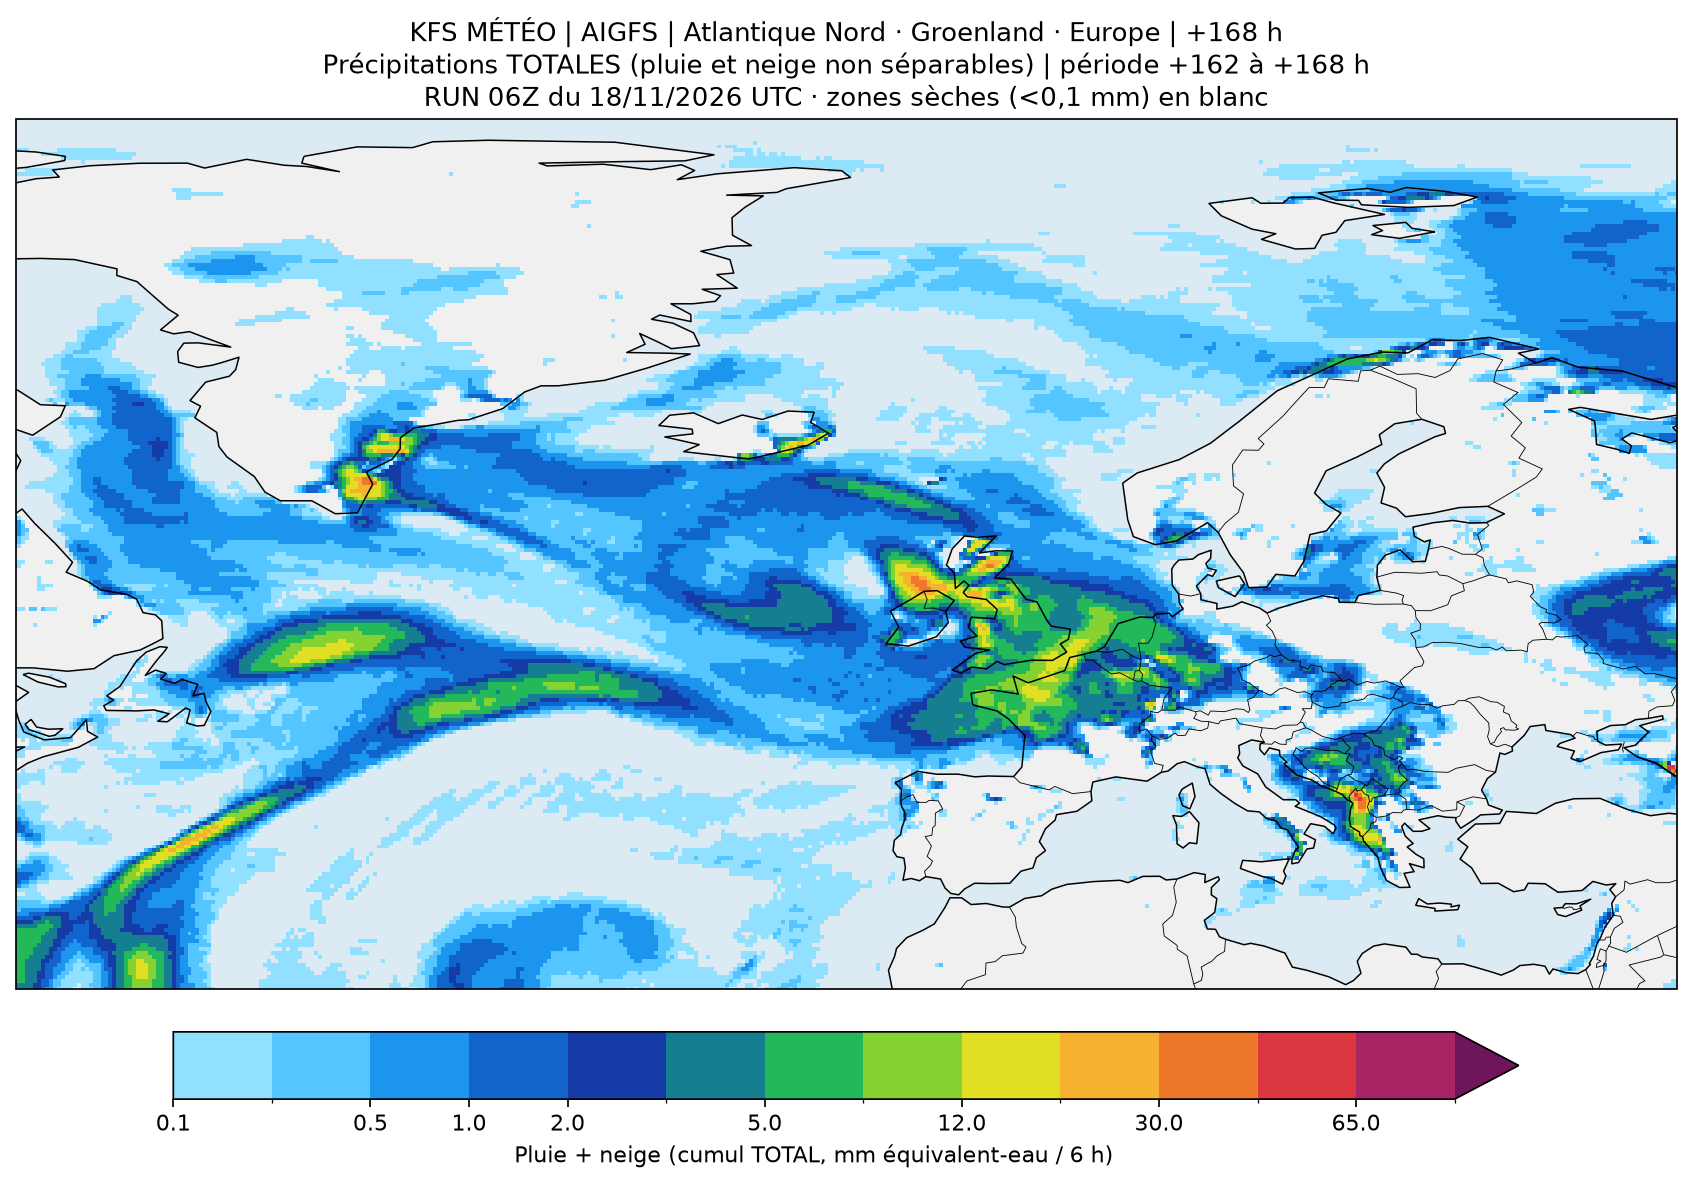 KFS MÉTÉO | AIGFS | Atlantique Nord · Groenland · Europe | +168 h
Précipitations TOTALES (pluie et neige non séparables) | période +162 à +168 h
RUN 06Z du 18/11/2026 UTC · zones sèches (<0,1 mm) en blanc
0.1 0.5 1.0 2.0 5.0 12.0 30.0 65.0
Pluie + neige (cumul TOTAL, mm équivalent-eau / 6 h)